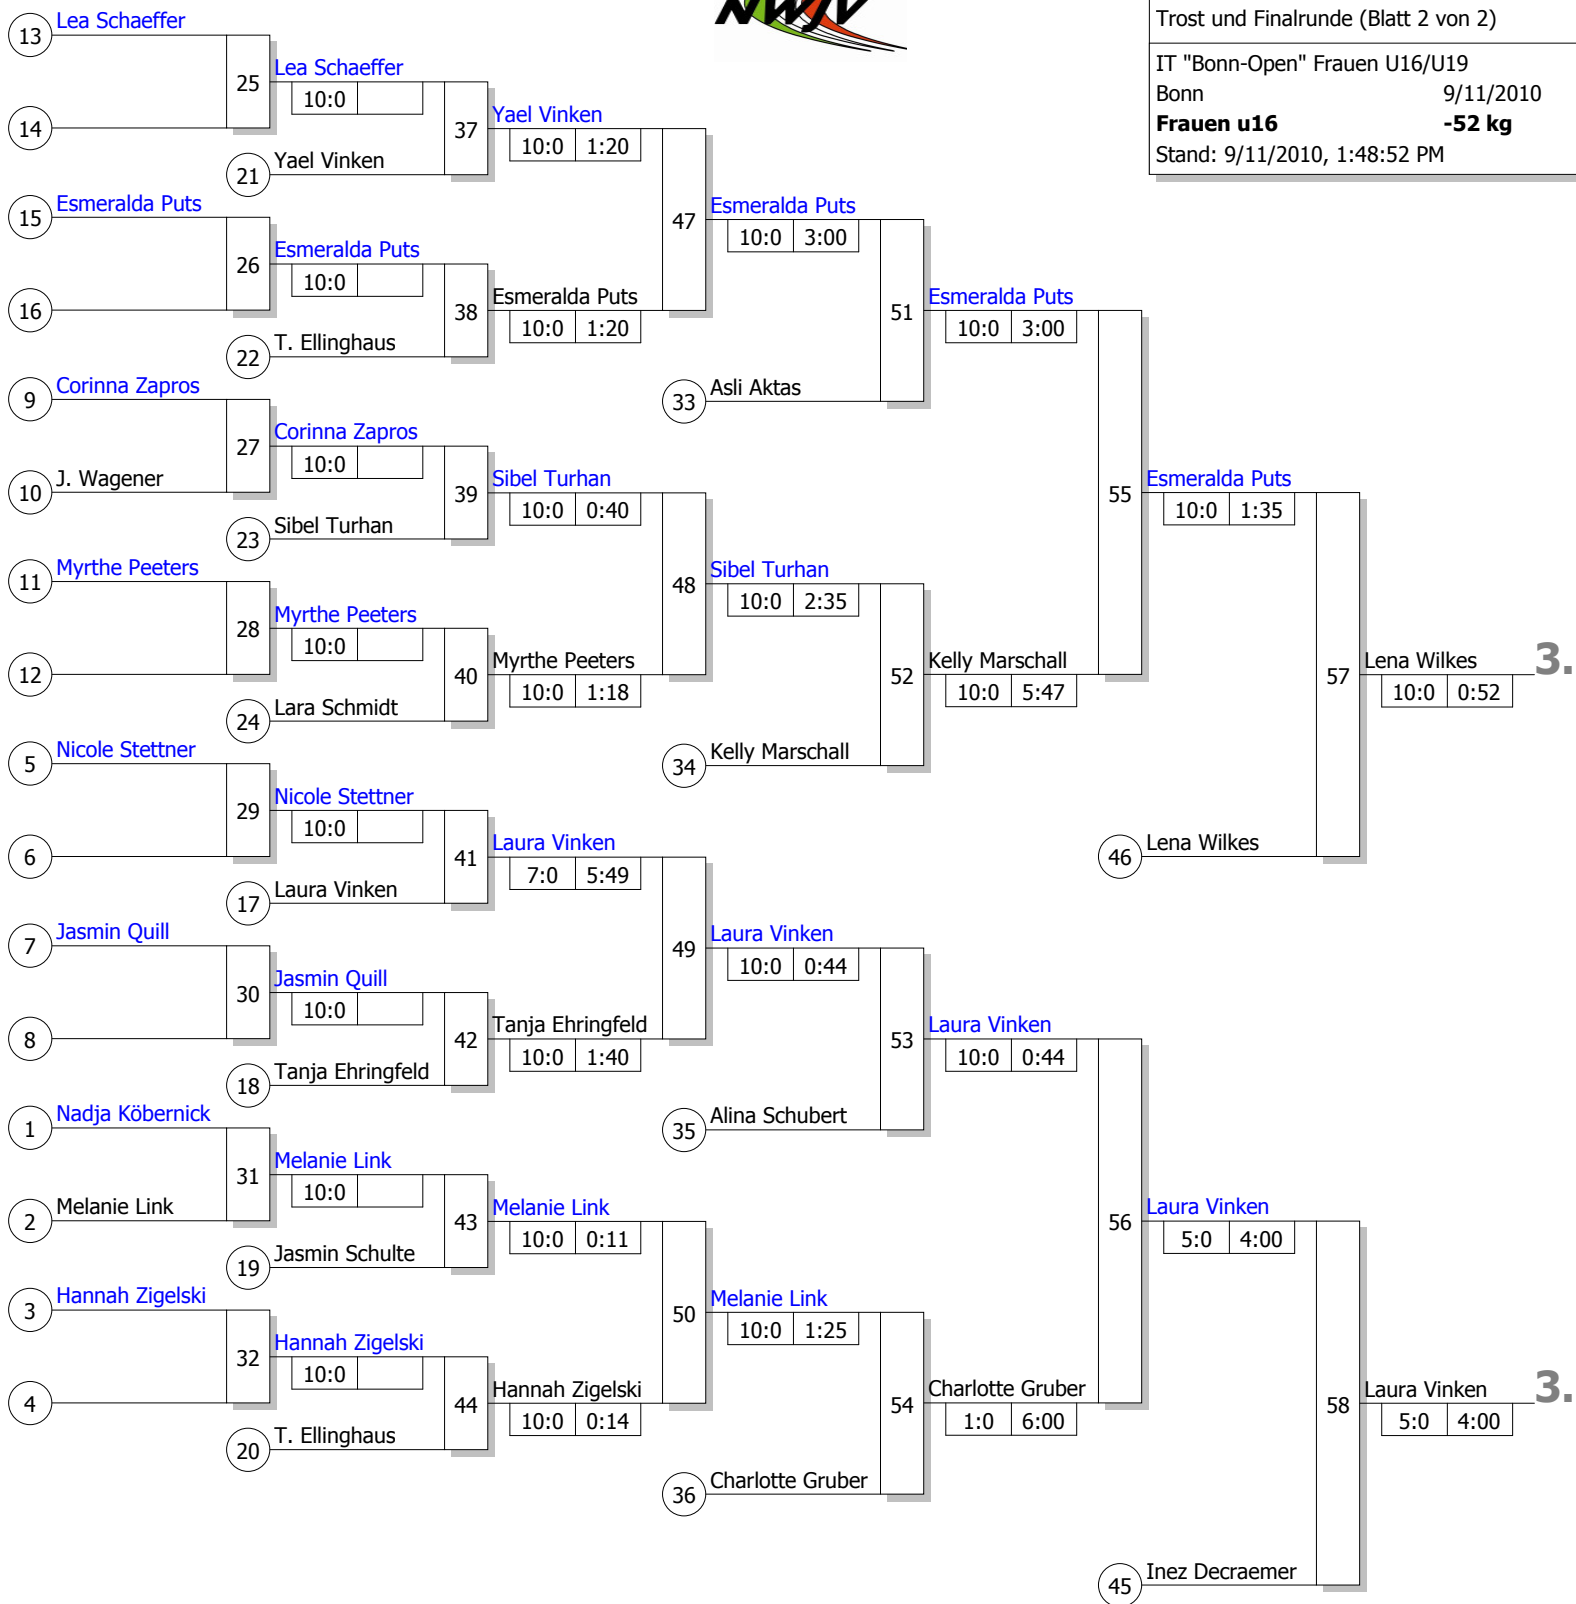 NWJV
Trost und Finalrunde (Blatt 2 von 2)
IT "Bonn-Open" Frauen U16/U19
Bonn 9/11/2010
Frauen u16 -52 kg
Stand: 9/11/2010, 1:48:52 PM
13 Lea Schaeffer
14
25 Lea Schaeffer
10:0
21 Yael Vinken
37 Yael Vinken
10:0 1:20
15 Esmeralda Puts
16
26 Esmeralda Puts
10:0
22 T. Ellinghaus
38 Esmeralda Puts
10:0 1:20
47 Esmeralda Puts
10:0 3:00
33 Asli Aktas
51 Esmeralda Puts
10:0 3:00
9 Corinna Zapros
10 J. Wagener
27 Corinna Zapros
10:0
23 Sibel Turhan
39 Sibel Turhan
10:0 0:40
11 Myrthe Peeters
12
28 Myrthe Peeters
10:0
24 Lara Schmidt
40 Myrthe Peeters
10:0 1:18
48 Sibel Turhan
10:0 2:35
34 Kelly Marschall
52 Kelly Marschall
10:0 5:47
55 Esmeralda Puts
10:0 1:35
46 Lena Wilkes
57 Lena Wilkes 3.
10:0 0:52
5 Nicole Stettner
6
29 Nicole Stettner
10:0
17 Laura Vinken
41 Laura Vinken
7:0 5:49
7 Jasmin Quill
8
30 Jasmin Quill
10:0
18 Tanja Ehringfeld
42 Tanja Ehringfeld
10:0 1:40
49 Laura Vinken
10:0 0:44
35 Alina Schubert
53 Laura Vinken
10:0 0:44
1 Nadja Köbernick
2 Melanie Link
31 Melanie Link
10:0
19 Jasmin Schulte
43 Melanie Link
10:0 0:11
3 Hannah Zigelski
4
32 Hannah Zigelski
10:0
20 T. Ellinghaus
44 Hannah Zigelski
10:0 0:14
50 Melanie Link
10:0 1:25
36 Charlotte Gruber
54 Charlotte Gruber
1:0 6:00
56 Laura Vinken
5:0 4:00
45 Inez Decraemer
58 Laura Vinken 3.
5:0 4:00